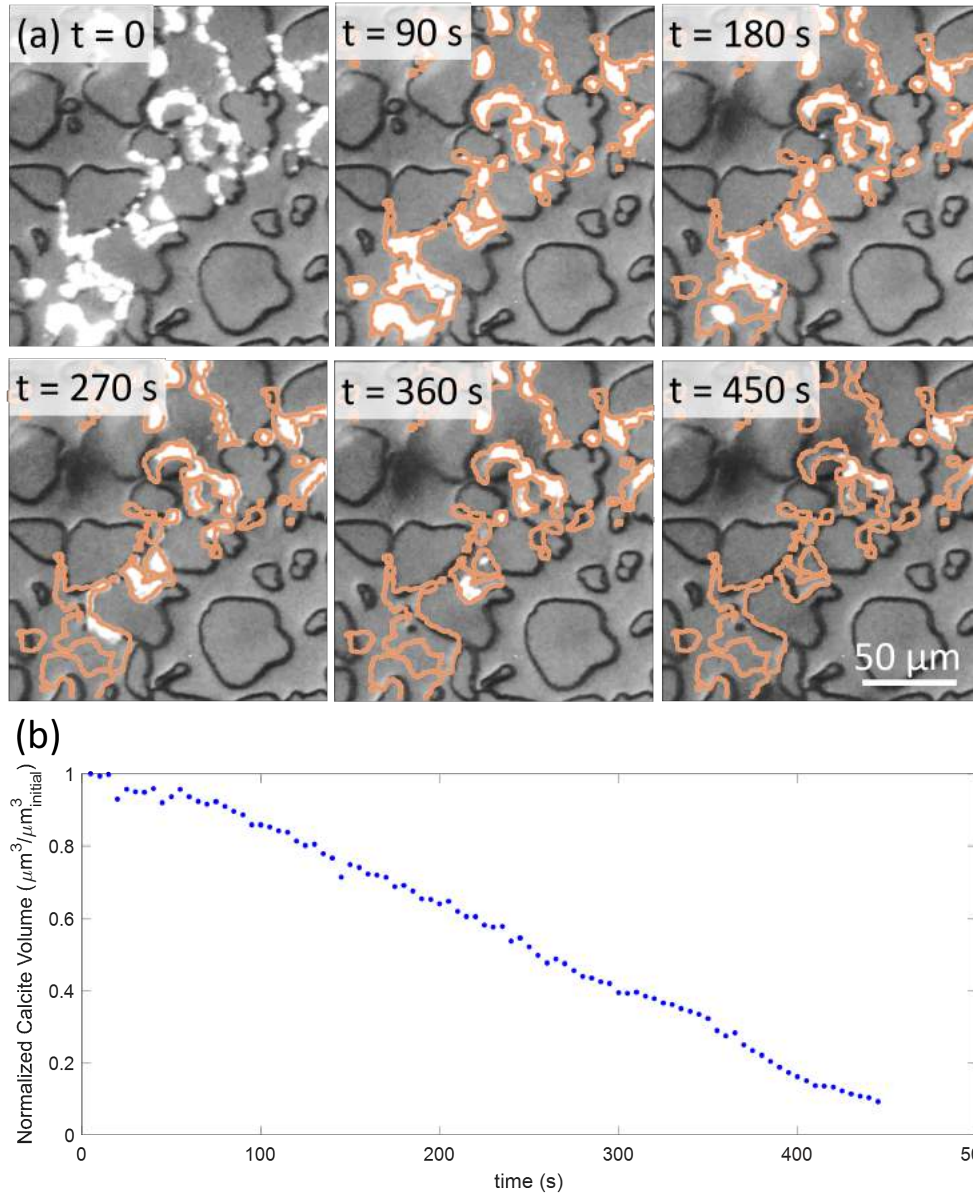 (a) t = 0
t = 90 s
t = 180 s
t = 270 s
t = 360 s
t = 450 s
50 μm
(b)
Normalized Calcite Volume (μm³/μm³initial)
1
0.8
0.6
0.4
0.2
0
0
100
200
300
400
50
time (s)